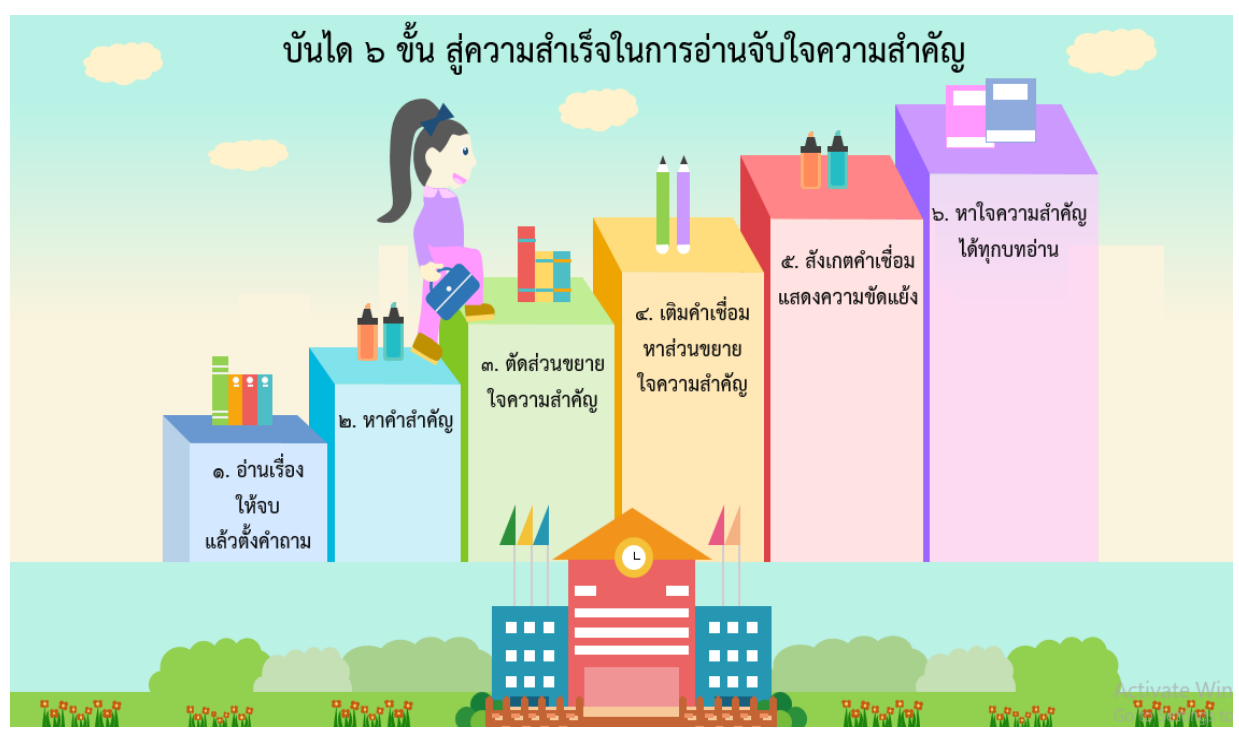 บันได ๖ ขั้น สู่ความสำเร็จในการอ่านจับใจความสำคัญ
๑. อ่านเรื่อง
ให้จบ
แล้วตั้งคำถาม
๒. หาคำสำคัญ
๓. ตัดส่วนขยาย
ใจความสำคัญ
๔. เติมคำเชื่อม
หาส่วนขยาย
ใจความสำคัญ
๕. สังเกตคำเชื่อม
แสดงความขัดแย้ง
๖. หาใจความสำคัญ
ได้ทุกบทอ่าน
Activate Win